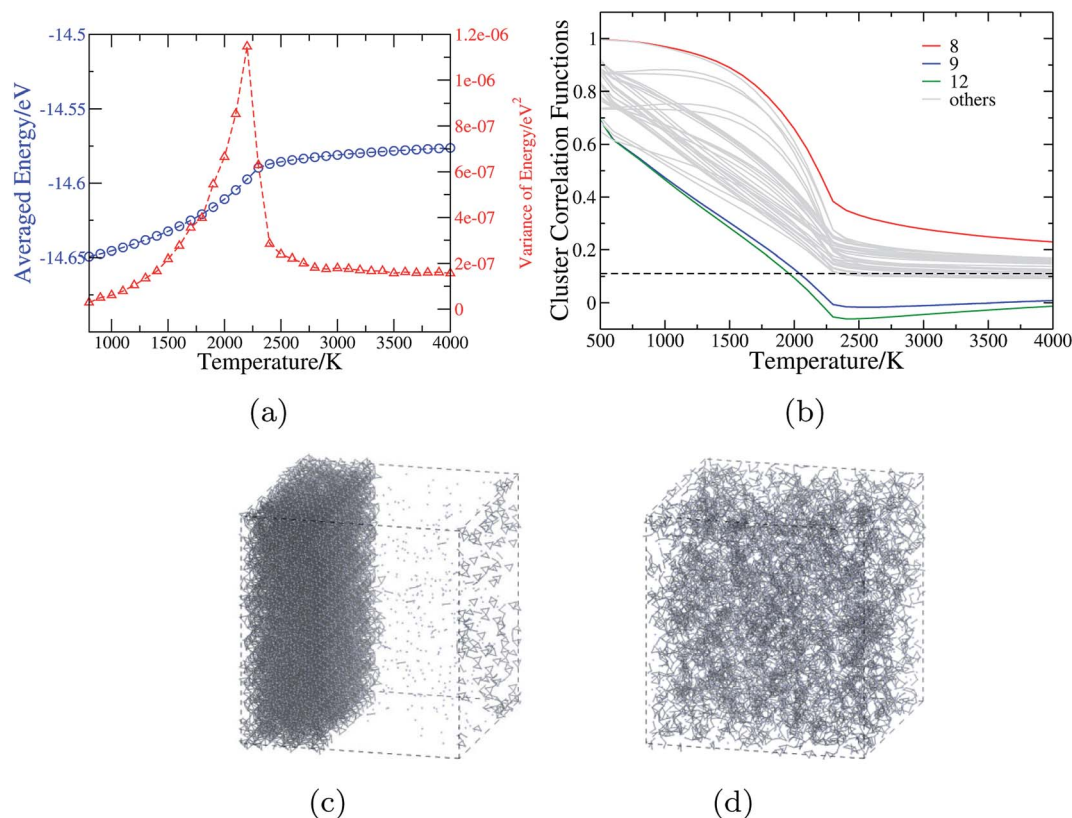 -14.5
-14.55
-14.6
-14.65
Averaged Energy/eV
1000 1500 2000 2500 3000 3500 4000
Temperature/K
1.2e-06
1e-06
8e-07
6e-07
4e-07
2e-07
0
Variance of Energy/eV²
(a)
1
0.8
0.6
0.4
0.2
0
Cluster Correlation Functions
8
9
12
others
500 1000 1500 2000 2500 3000 3500 4000
Temperature/K
(b)
(c)
(d)